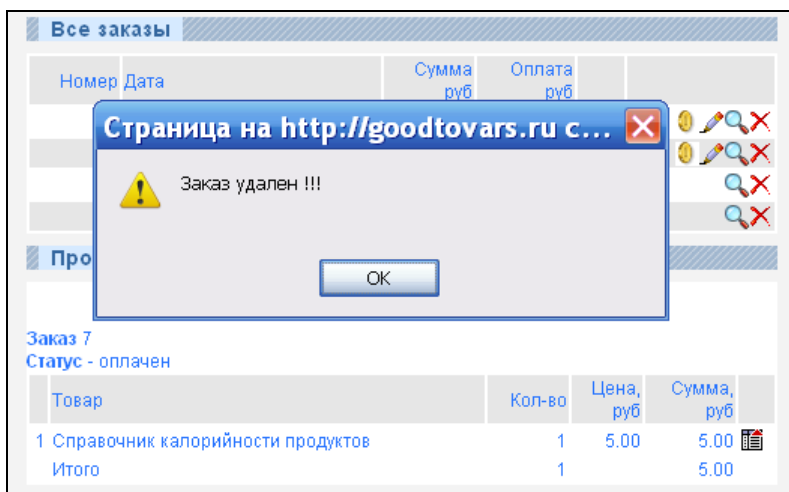 Все заказы
Номер Дата Сумма руб Оплата руб
Страница на http://goodtovars.ru с...
Заказ удален !!!
Про
OK
Заказ 7
Статус - оплачен
Товар Кол-во Цена, руб Сумма, руб
1 Справочник калорийности продуктов 1 5.00 5.00
Итого 1 5.00